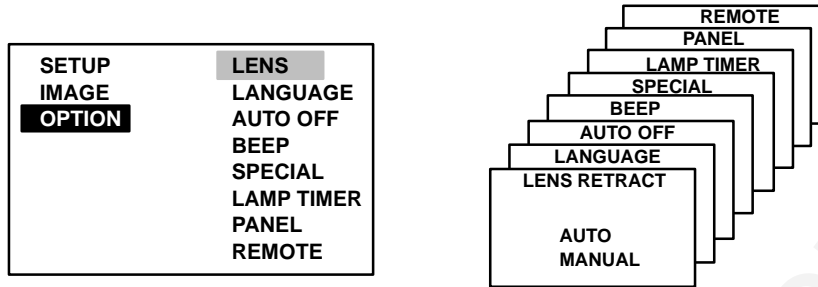 SETUP
IMAGE
OPTION
LENS
LANGUAGE
AUTO OFF
BEEP
SPECIAL
LAMP TIMER
PANEL
REMOTE
REMOTE
PANEL
LAMP TIMER
SPECIAL
BEEP
AUTO OFF
LANGUAGE
LENS RETRACT
AUTO
MANUAL